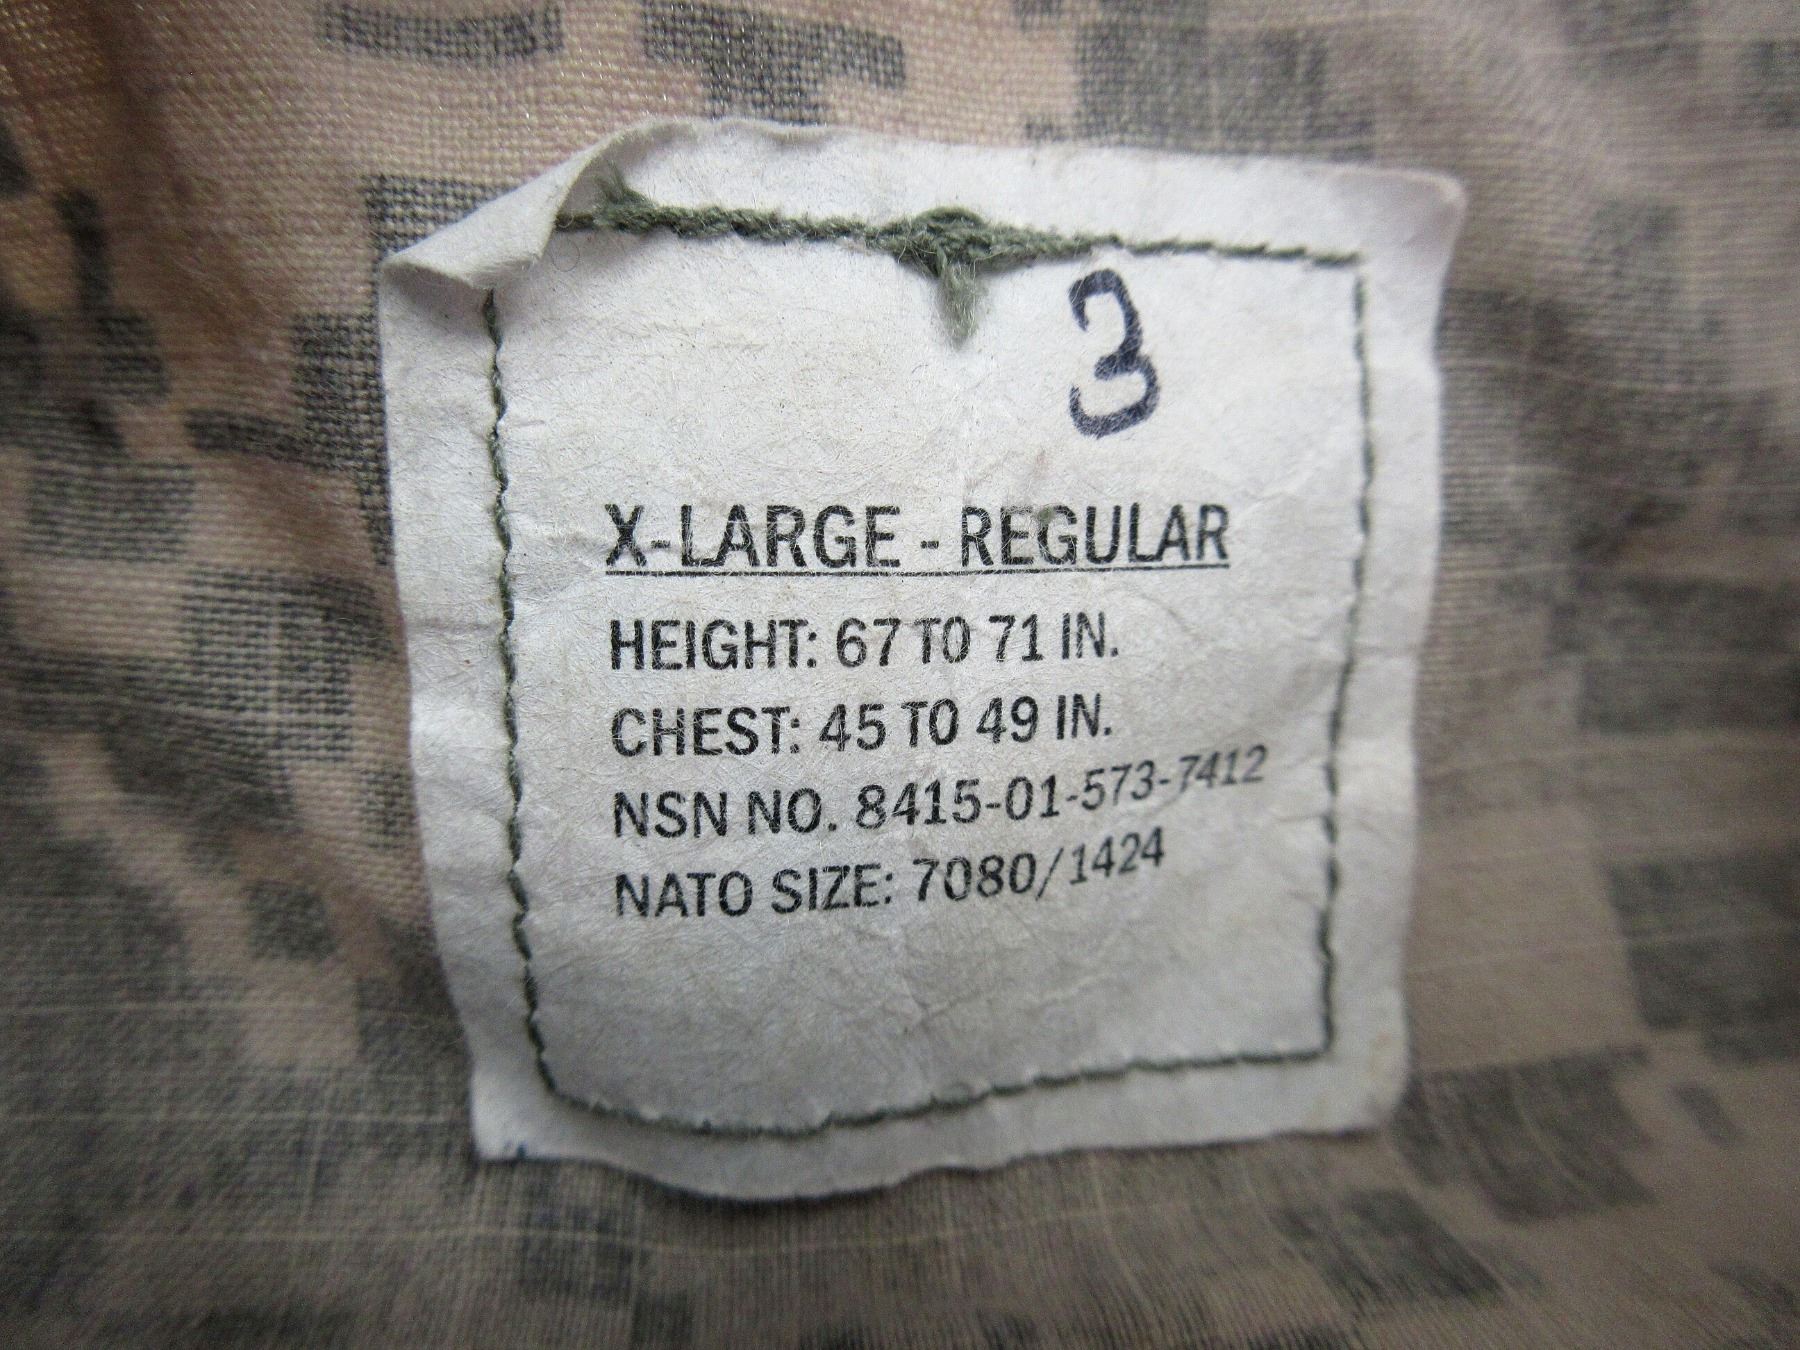 3
X-LARGE - REGULAR
HEIGHT: 67 TO 71 IN.
CHEST: 45 TO 49 IN.
NSN NO. 8415-01-573-7412
NATO SIZE: 7080/1424